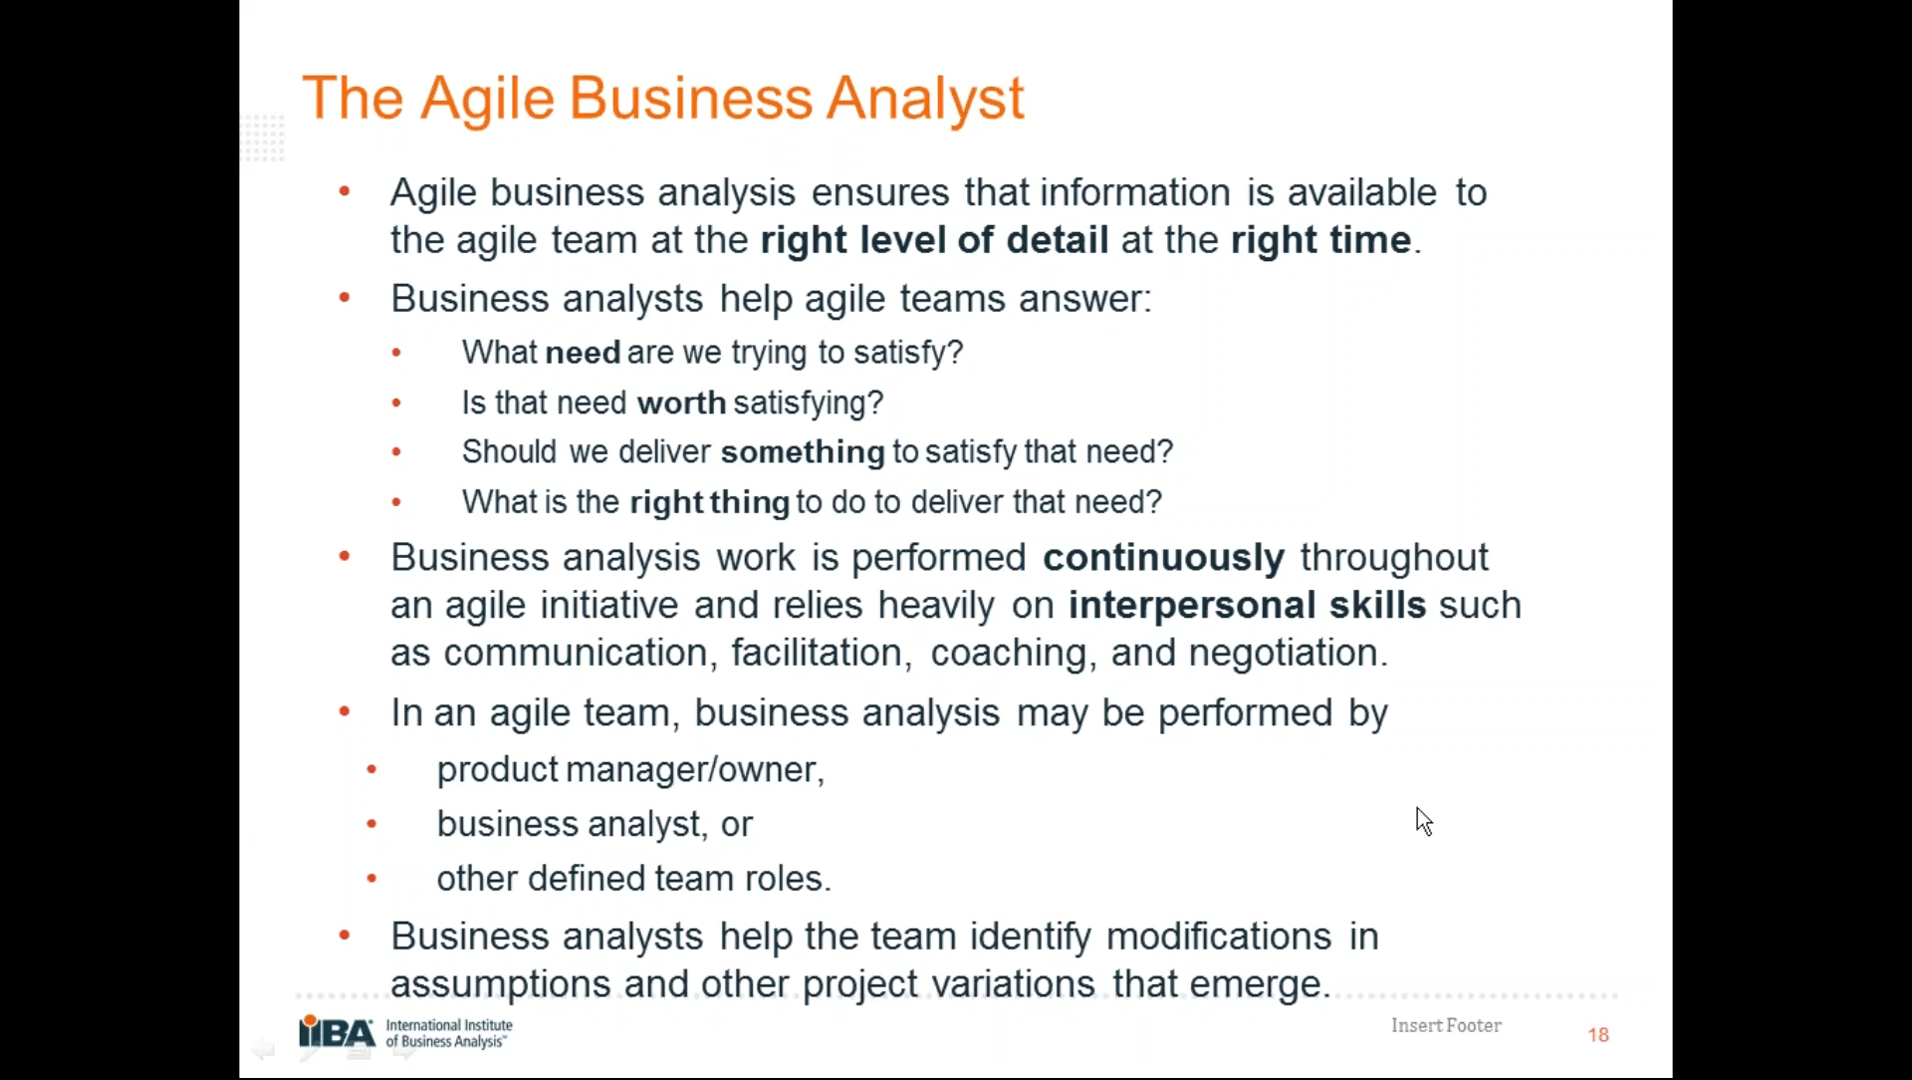 The Agile Business Analyst
• Agile business analysis ensures that information is available to
the agile team at the right level of detail at the right time.
• Business analysts help agile teams answer:
• What need are we trying to satisfy?
• Is that need worth satisfying?
• Should we deliver something to satisfy that need?
• What is the right thing to do to deliver that need?
• Business analysis work is performed continuously throughout
an agile initiative and relies heavily on interpersonal skills such
as communication, facilitation, coaching, and negotiation.
• In an agile team, business analysis may be performed by
• product manager/owner,
• business analyst, or
• other defined team roles.
• Business analysts help the team identify modifications in
assumptions and other project variations that emerge.
IIBA International Institute
of Business Analysis™
Insert Footer
18